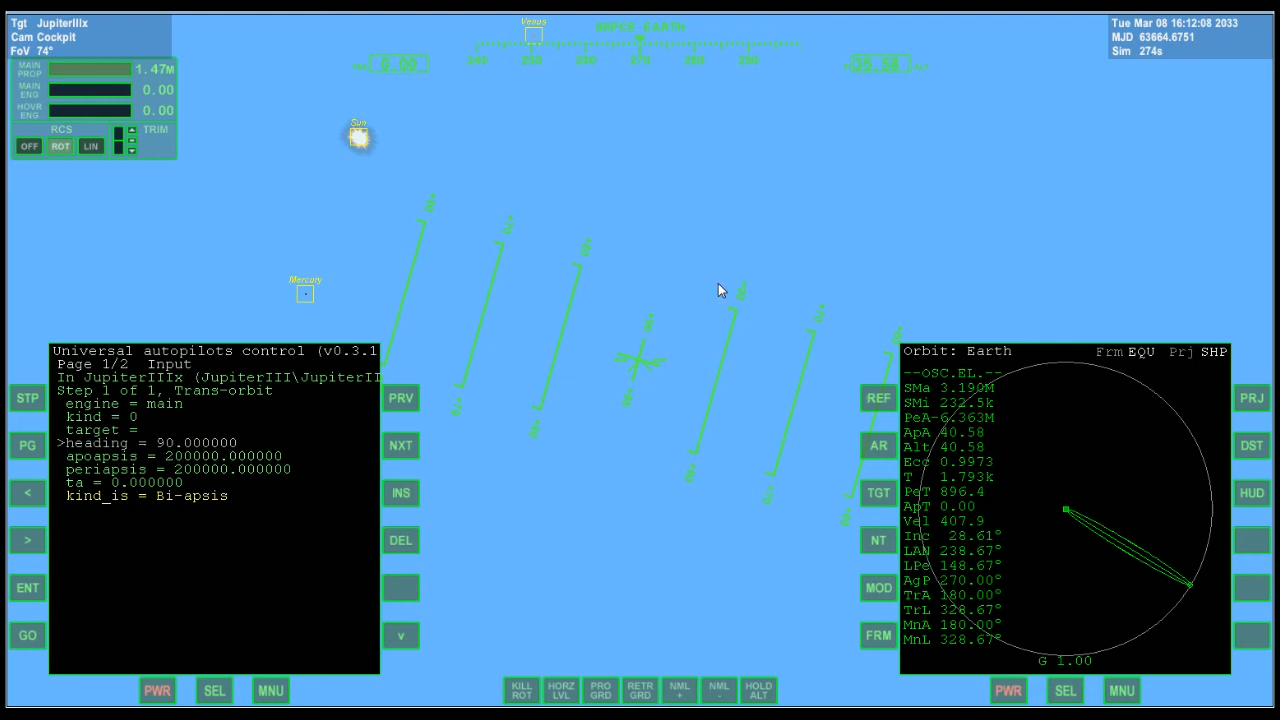 Tgt JupiterIIIx
Cam Cockpit
FoV 74°
Venus
SRFCE EARTH
Tue Mar 08 16:12:08 2033
MJD 63664.6751
Sim 274s
240 250 270
0.00
35.58 ALT
MAIN PROP 1.47M
MAIN ENG 0.00
HOVR ENG 0.00
RCS TRIM
OFF ROT LIN
Sun
Mercury
Universal autopilots control (v0.3.1
Page 1/2 Input
In JupiterIIIx (JupiterIII\JupiterII
Step 1 of 1, Trans-orbit
engine = main
kind = 0
target =
>heading = 90.000000
apoapsis = 200000.000000
periapsis = 200000.000000
ta = 0.000000
kind_is = Bi-apsis
STP
PG
<
>
ENT
GO
PRV
NXT
INS
DEL
v
PWR SEL MNU
KILL ROT
HORZ LVL
PRO GRD
RETR GRD
NML +
NML -
HOLD ALT
Orbit: Earth Frm EQU Prj SHP
--OSC.EL.--
SMa 3.190M
SMi 232.5k
PeA-6.363M
ApA 40.58
Alt 40.58
Ecc 0.9973
T 1.793k
PeT 896.4
ApT 0.00
Vel 407.9
Inc 28.61°
LAN 238.67°
LPe 148.67°
AgP 270.00°
TrA 180.00°
TrL 328.67°
MnA 180.00°
MnL 328.67°
G 1.00
REF
AR
TGT
NT
MOD
FRM
PRJ
DST
HUD
PWR SEL MNU